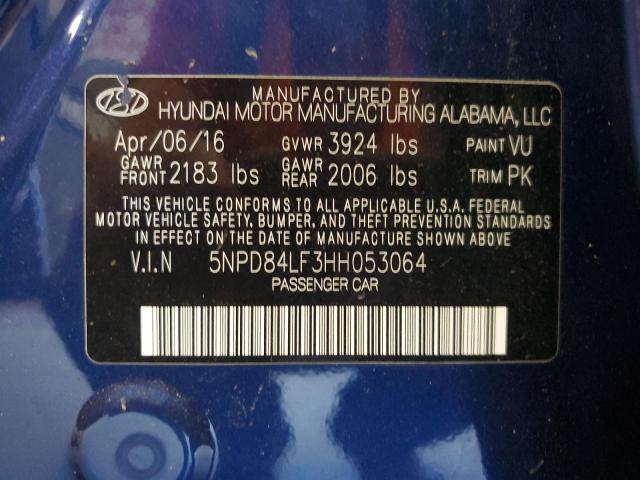 MANUFACTURED BY
HYUNDAI MOTOR MANUFACTURING ALABAMA, LLC
Apr/06/16 GVWR 3924 lbs PAINT VU
GAWR FRONT 2183 lbs GAWR REAR 2006 lbs TRIM PK
THIS VEHICLE CONFORMS TO ALL APPLICABLE U.S.A. FEDERAL
MOTOR VEHICLE SAFETY, BUMPER, AND THEFT PREVENTION STANDARDS
IN EFFECT ON THE DATE OF MANUFACTURE SHOWN ABOVE.
V.I.N 5NPD84LF3HH053064
PASSENGER CAR